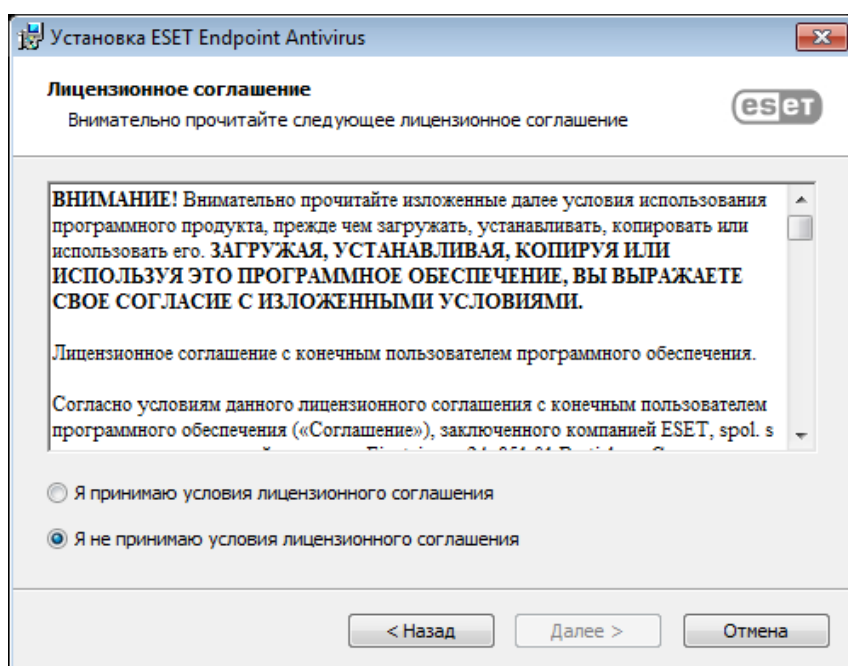 Установка ESET Endpoint Antivirus
Лицензионное соглашение
Внимательно прочитайте следующее лицензионное соглашение
eset
ВНИМАНИЕ! Внимательно прочитайте изложенные далее условия использования
программного продукта, прежде чем загружать, устанавливать, копировать или
использовать его. ЗАГРУЖАЯ, УСТАНАВЛИВАЯ, КОПИРУЯ ИЛИ
ИСПОЛЬЗУЯ ЭТО ПРОГРАММНОЕ ОБЕСПЕЧЕНИЕ, ВЫ ВЫРАЖАЕТЕ
СВОЕ СОГЛАСИЕ С ИЗЛОЖЕННЫМИ УСЛОВИЯМИ.
Лицензионное соглашение с конечным пользователем программного обеспечения.
Согласно условиям данного лицензионного соглашения с конечным пользователем
программного обеспечения («Соглашение»), заключенного компанией ESET, spol. s
Я принимаю условия лицензионного соглашения
Я не принимаю условия лицензионного соглашения
< Назад
Далее >
Отмена